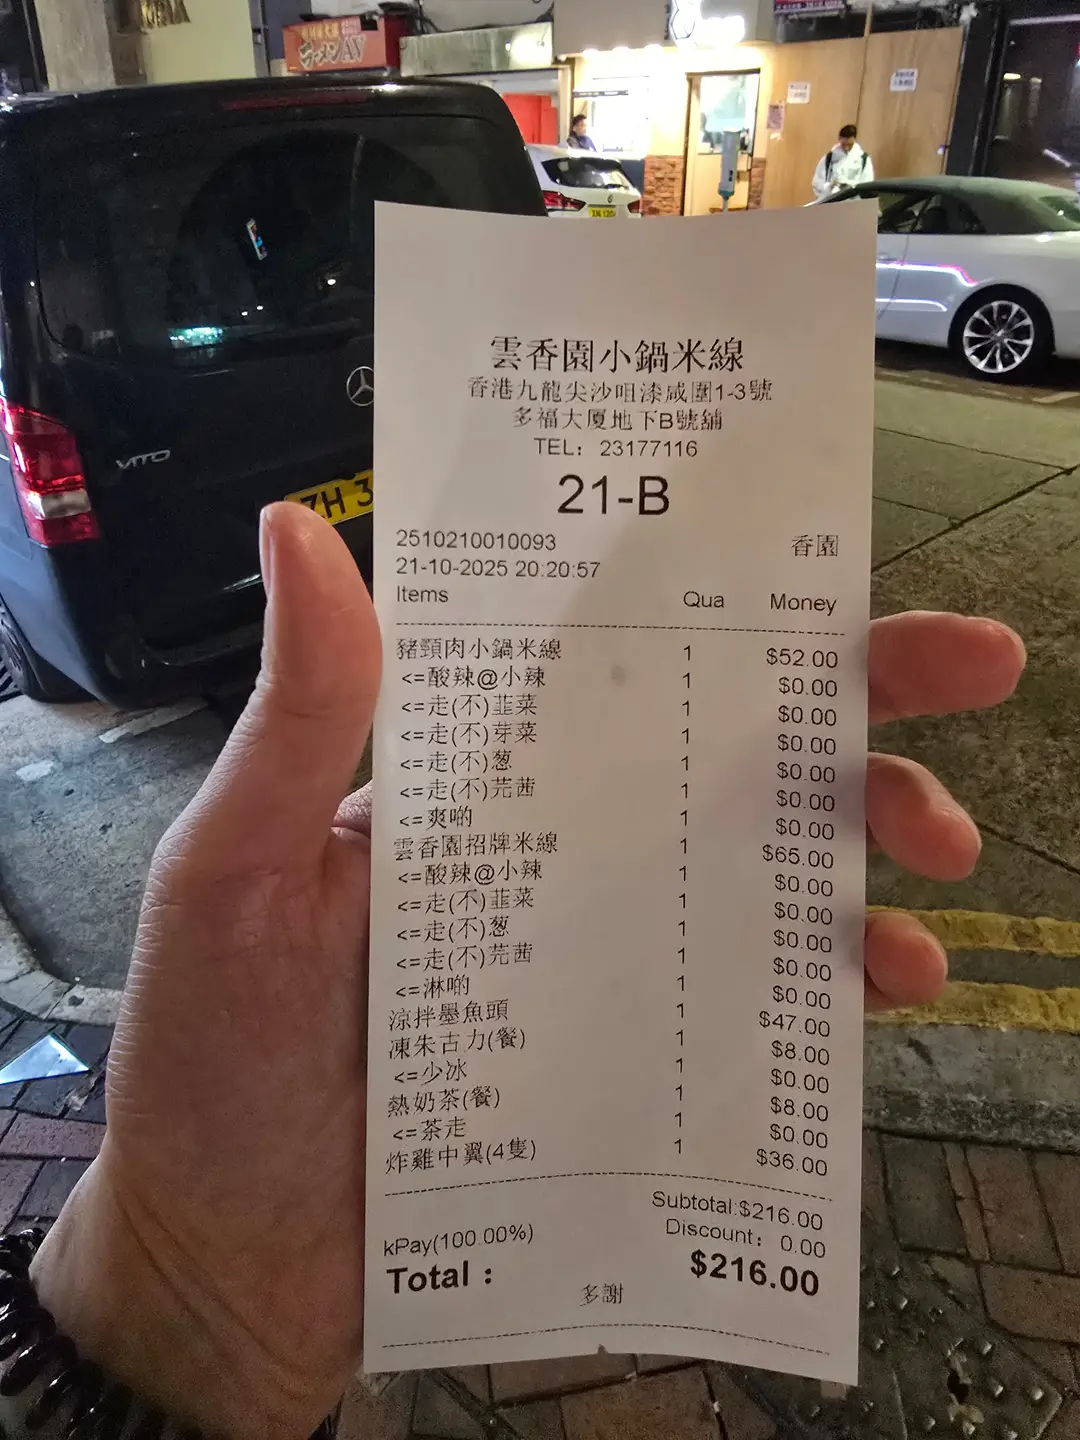 ラーメンAV
VITO
ZH 3
雲香園小鍋米線
香港九龍尖沙咀漆咸圍1-3號
多福大厦地下B號舖
TEL: 23177116
21-B
2510210010093 香園
21-10-2025 20:20:57
Items Qua Money
豬頸肉小鍋米線 1 $52.00
<=酸辣@小辣 1 $0.00
<=走(不)韮菜 1 $0.00
<=走(不)芽菜 1 $0.00
<=走(不)葱 1 $0.00
<=走(不)芫茜 1 $0.00
<=爽啲 1 $0.00
雲香園招牌米線 1 $65.00
<=酸辣@小辣 1 $0.00
<=走(不)韮菜 1 $0.00
<=走(不)葱 1 $0.00
<=走(不)芫茜 1 $0.00
<=淋啲 1 $0.00
涼拌墨魚頭 1 $47.00
凍朱古力(餐) 1 $8.00
<=少冰 1 $0.00
熱奶茶(餐) 1 $8.00
<=茶走 1 $0.00
炸雞中翼(4隻) 1 $36.00
Subtotal:$216.00
Discount: 0.00
kPay(100.00%)
Total : $216.00
多謝